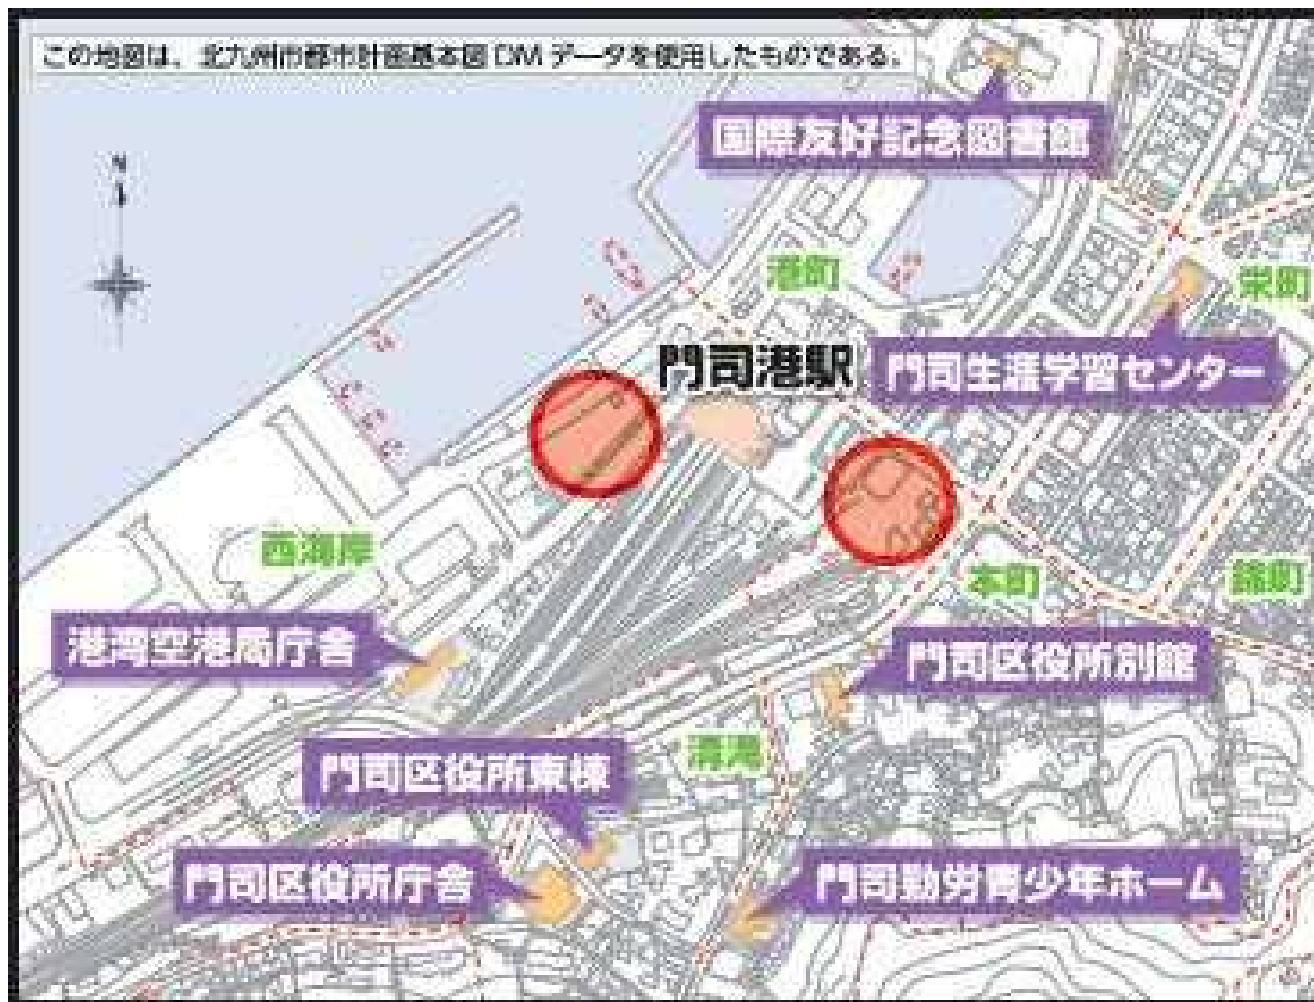 この地図は、北九州市都市計画基本図DMデータを使用したものである。
N
国際友好記念図書館
港町
栄町
門司港駅
門司生涯学習センター
西海岸
本町
錦町
港湾空港局庁舎
門司区役所別館
清滝
門司区役所東棟
門司区役所庁舎
門司勤労青少年ホーム